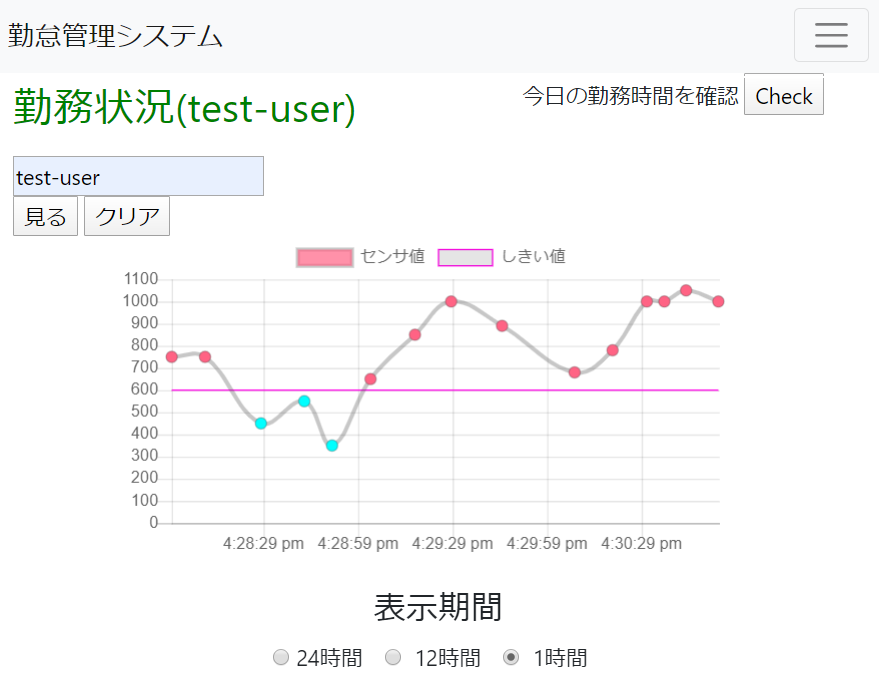 勤怠管理システム
勤務状況(test-user)
今日の勤務時間を確認 Check
test-user
見る クリア
センサ値 しきい値
1100
1000
900
800
700
600
500
400
300
200
100
0
4:28:29 pm 4:28:59 pm 4:29:29 pm 4:29:59 pm 4:30:29 pm
表示期間
24時間 12時間 1時間